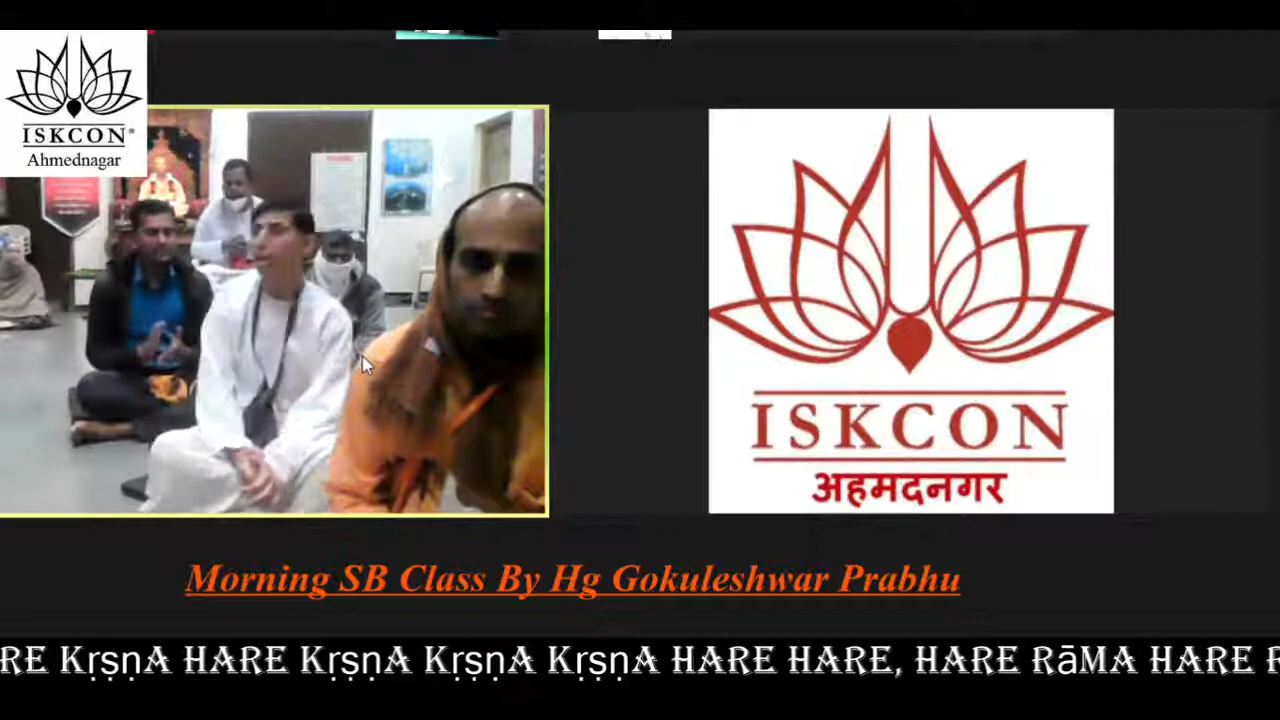 ISKCON®
Ahmednagar
ISKCON
अहमदनगर
Morning SB Class By Hg Gokuleshwar Prabhu
RE KṛṣṇA HARE KṛṣṇA KṛṣṇA KṛṣṇA HARE HARE, HARE RāMA HARE